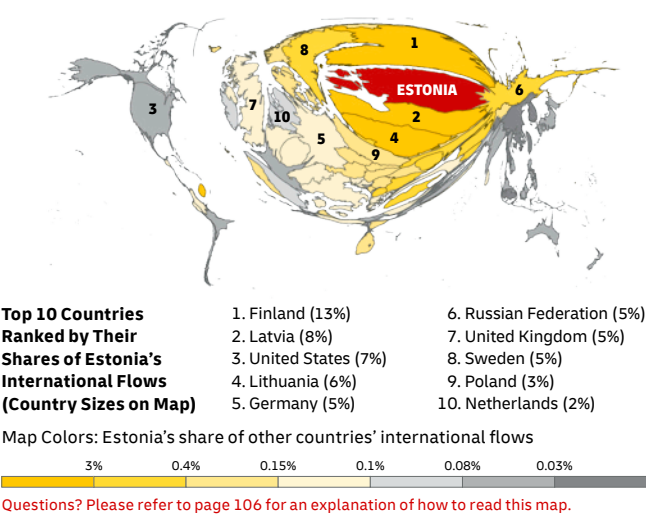 1
8
ESTONIA
6
3
7
10
2
5
4
9
Top 10 Countries
Ranked by Their
Shares of Estonia's
International Flows
(Country Sizes on Map)
1. Finland (13%)
2. Latvia (8%)
3. United States (7%)
4. Lithuania (6%)
5. Germany (5%)
6. Russian Federation (5%)
7. United Kingdom (5%)
8. Sweden (5%)
9. Poland (3%)
10. Netherlands (2%)
Map Colors: Estonia's share of other countries' international flows
3% 0.4% 0.15% 0.1% 0.08% 0.03%
Questions? Please refer to page 106 for an explanation of how to read this map.